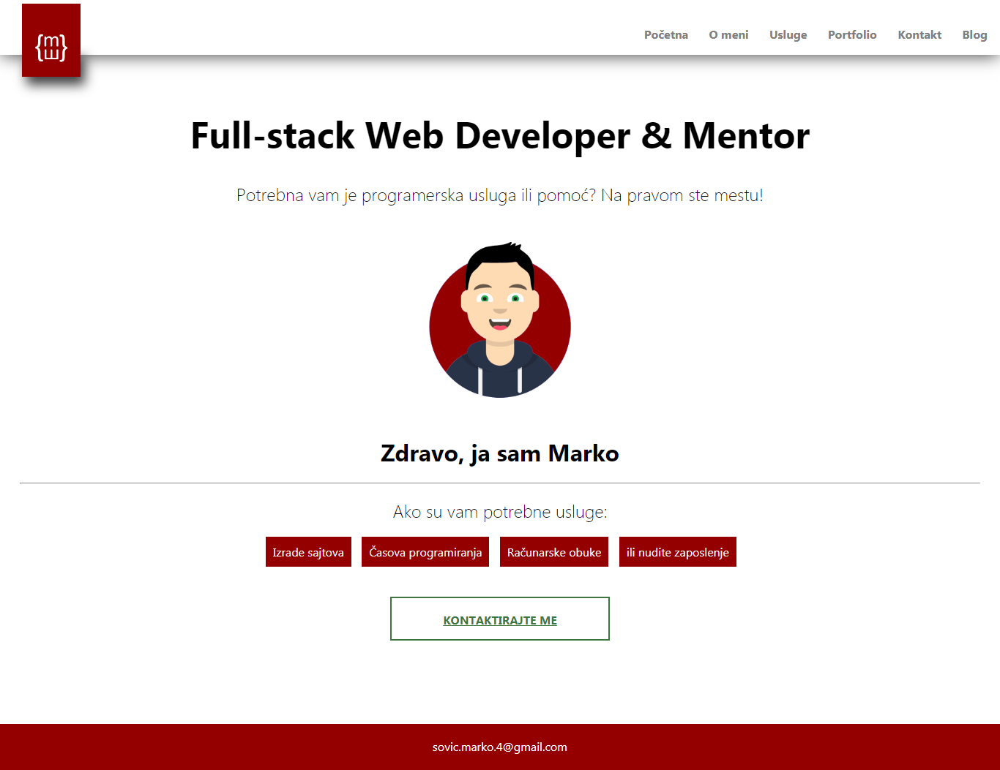 {m
ш}
Početna O meni Usluge Portfolio Kontakt Blog
Full-stack Web Developer & Mentor
Potrebna vam je programerska usluga ili pomoć? Na pravom ste mestu!
Zdravo, ja sam Marko
Ako su vam potrebne usluge:
Izrade sajtova Časova programiranja Računarske obuke ili nudite zaposlenje
KONTAKTIRAJTE ME
sovic.marko.4@gmail.com